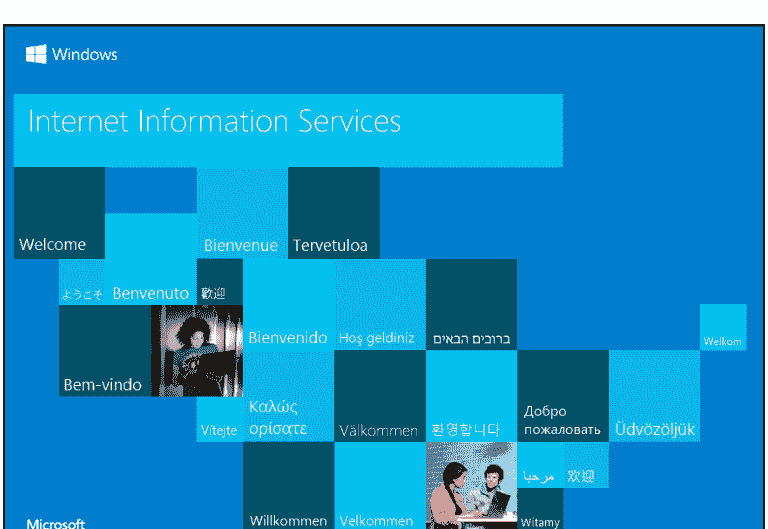 Windows
Internet Information Services
Welcome
Bienvenue
Tervetuloa
ようこそ
Benvenuto
歡迎
Bienvenido
Hoş geldiniz
ברוכים הבאים
Welkom
Bem-vindo
Vítejte
Καλώς
ορίσατε
Välkommen
환영합니다
Добро
пожаловать
Üdvözöljük
مرحبا
欢迎
Microsoft
Willkommen
Velkommen
Witamy